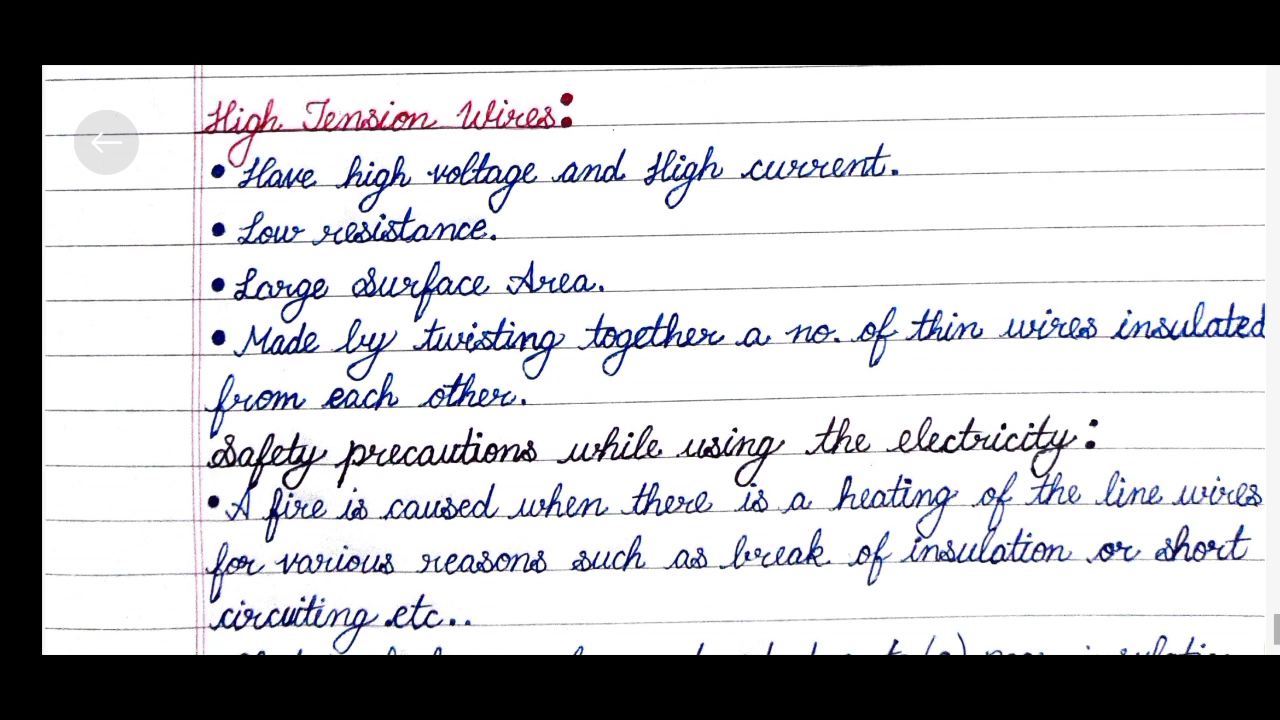 High Tension Wires:
• Have high voltage and High current.
• Low resistance.
• Large Surface Area.
• Made by twisting together a no. of thin wires insulated
from each other.
Safety precautions while using the electricity:
• A fire is caused when there is a heating of the line wires
for various reasons such as break of insulation or short
circuiting etc..